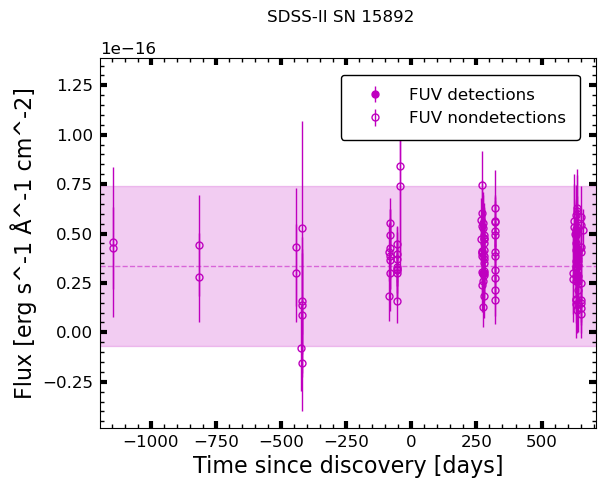 SDSS-II SN 15892
1e−16
Flux [erg s^-1 Å^-1 cm^-2]
1.25
1.00
0.75
0.50
0.25
0.00
−0.25
FUV detections
FUV nondetections
−1000 −750 −500 −250 0 250 500
Time since discovery [days]